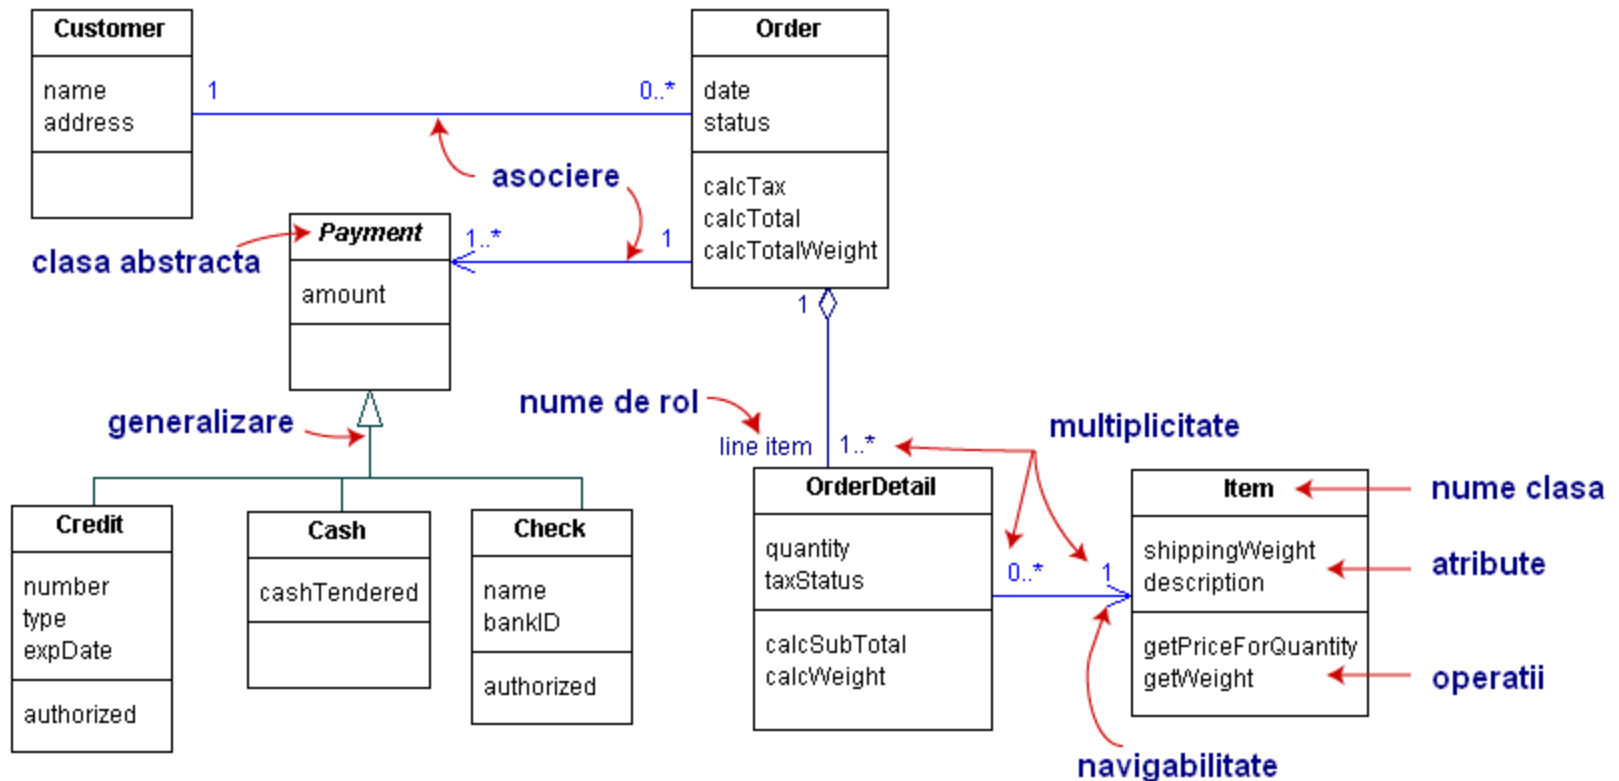 Customer
name
address
1
0..*
Order
date
status
calcTax
calcTotal
calcTotalWeight
asociere
clasa abstracta
Payment
amount
1..*
1
1
generalizare
nume de rol
line item
1..*
multiplicitate
Credit
number
type
expDate
authorized
Cash
cashTendered
Check
name
bankID
authorized
OrderDetail
quantity
taxStatus
calcSubTotal
calcWeight
0..*
1
Item
shippingWeight
description
getPriceForQuantity
getWeight
nume clasa
atribute
operatii
navigabilitate